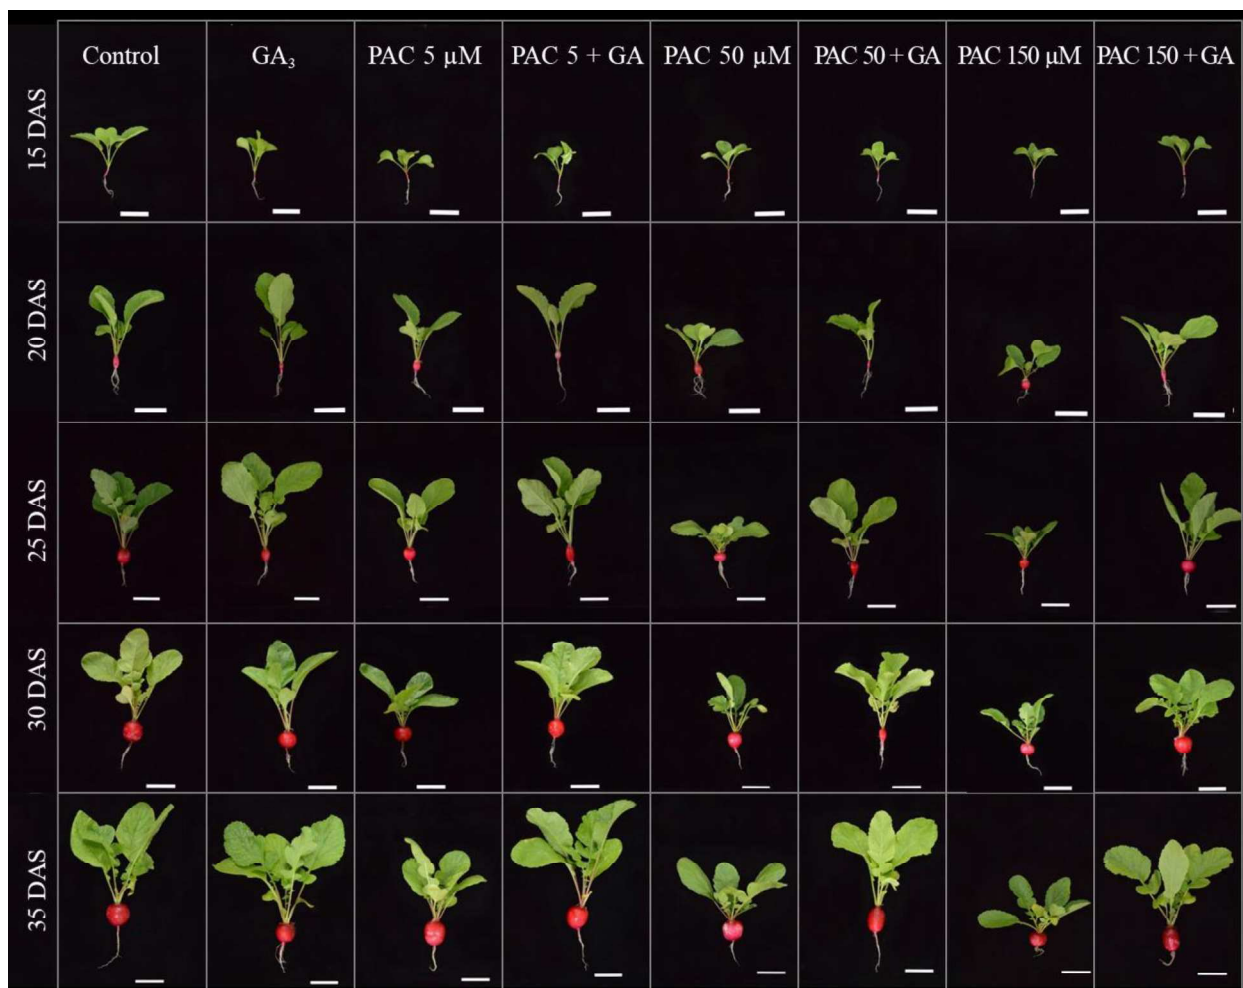 Control GA₃ PAC 5 μM PAC 5 + GA PAC 50 μM PAC 50 + GA PAC 150 μM PAC 150 + GA
15 DAS
20 DAS
25 DAS
30 DAS
35 DAS